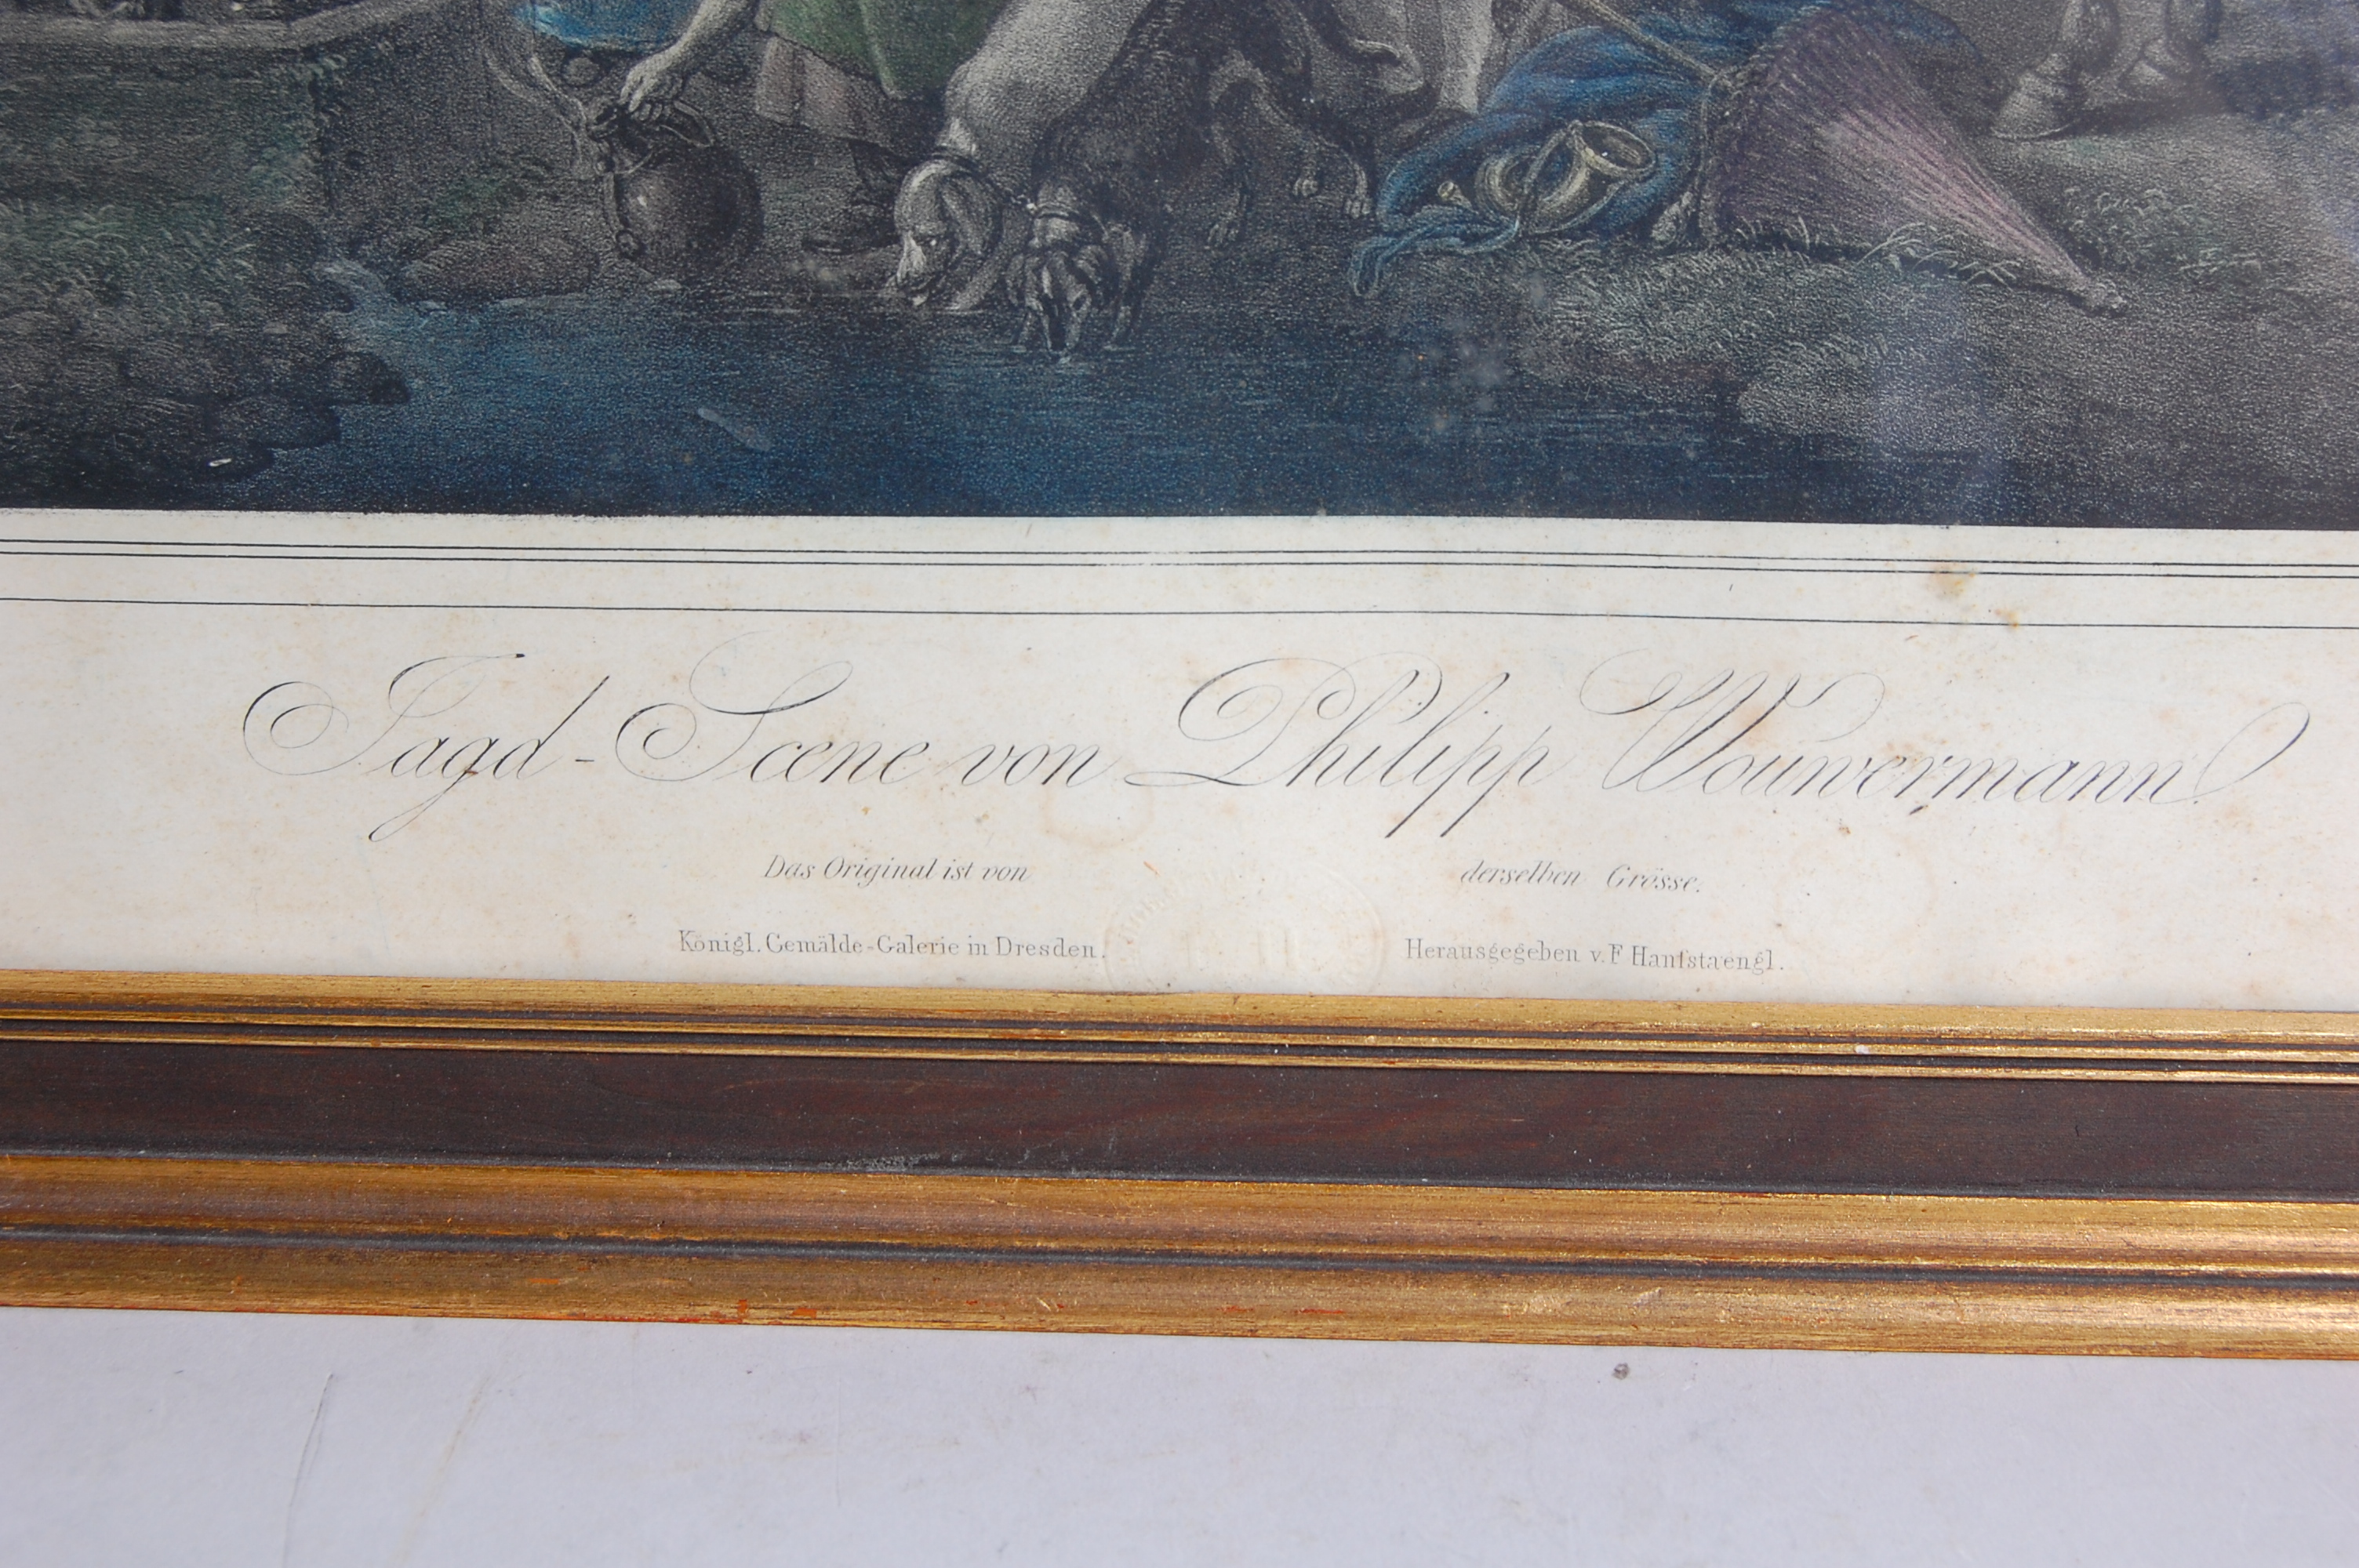 Jagd-Scene von Philipp Wouwermann.
Das Original ist von derselben Grösse.
Königl. Gemälde-Galerie in Dresden. Herausgegeben v. F Hanfstaengl.